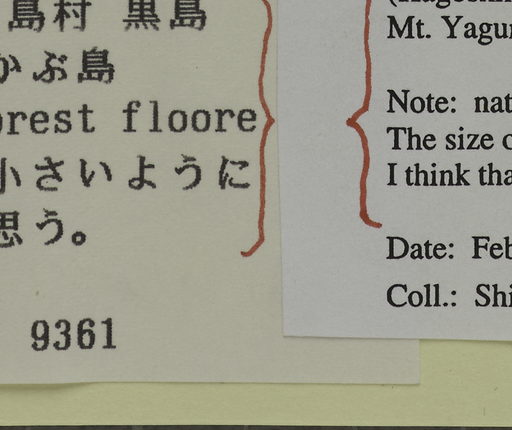 島村 黒島
かぶ島
orest floore
小さいように
思う。
9361
Mt. Yagu
Note: nat
The size o
I think tha
Date: Feb
Coll.: Shi